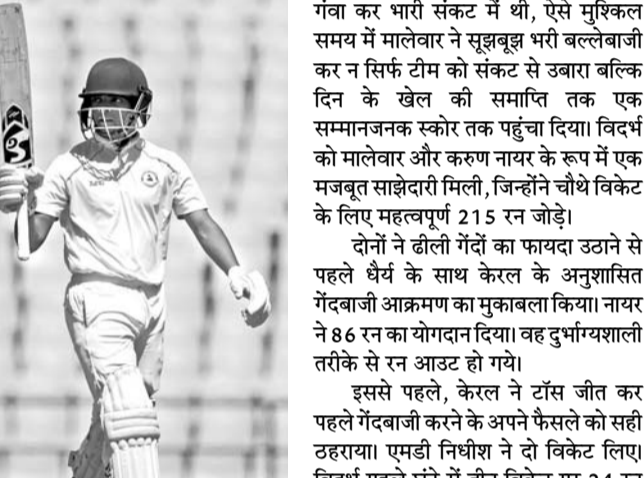 गंवा कर भारी संकट में थी, ऐसे मुश्किल
समय में मालेवार ने सूझबूझ भरी बल्लेबाजी
कर न सिर्फ टीम को संकट से उबारा बल्कि
दिन के खेल की समाप्ति तक एक
सम्मानजनक स्कोर तक पहुंचा दिया। विदर्भ
को मालेवार और करुण नायर के रूप में एक
मजबूत साझेदारी मिली,जिन्होंने चौथे विकेट
के लिए महत्वपूर्ण 215 रन जोड़े।
दोनों ने ढीली गेंदों का फायदा उठाने से
पहले धैर्य के साथ केरल के अनुशासित
गेंदबाजी आक्रमण का मुकाबला किया। नायर
ने 86 रन का योगदान दिया। वह दुर्भाग्यशाली
तरीके से रन आउट हो गये।
इससे पहले, केरल ने टॉस जीत कर
पहले गेंदबाजी करने के अपने फैसले को सही
ठहराया। एमडी निधीश ने दो विकेट लिए।